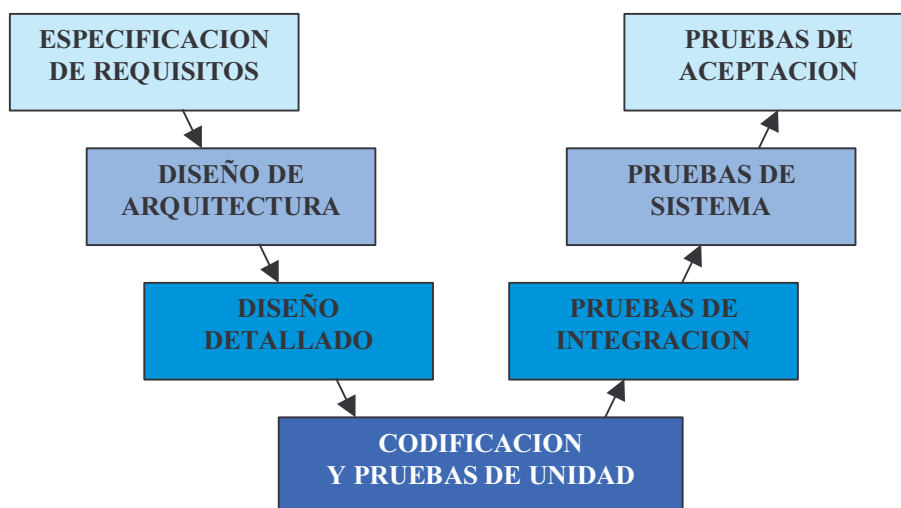 ESPECIFICACION
DE REQUISITOS
PRUEBAS DE
ACEPTACION
DISEÑO DE
ARQUITECTURA
PRUEBAS DE
SISTEMA
DISEÑO
DETALLADO
PRUEBAS DE
INTEGRACION
CODIFICACION
Y PRUEBAS DE UNIDAD